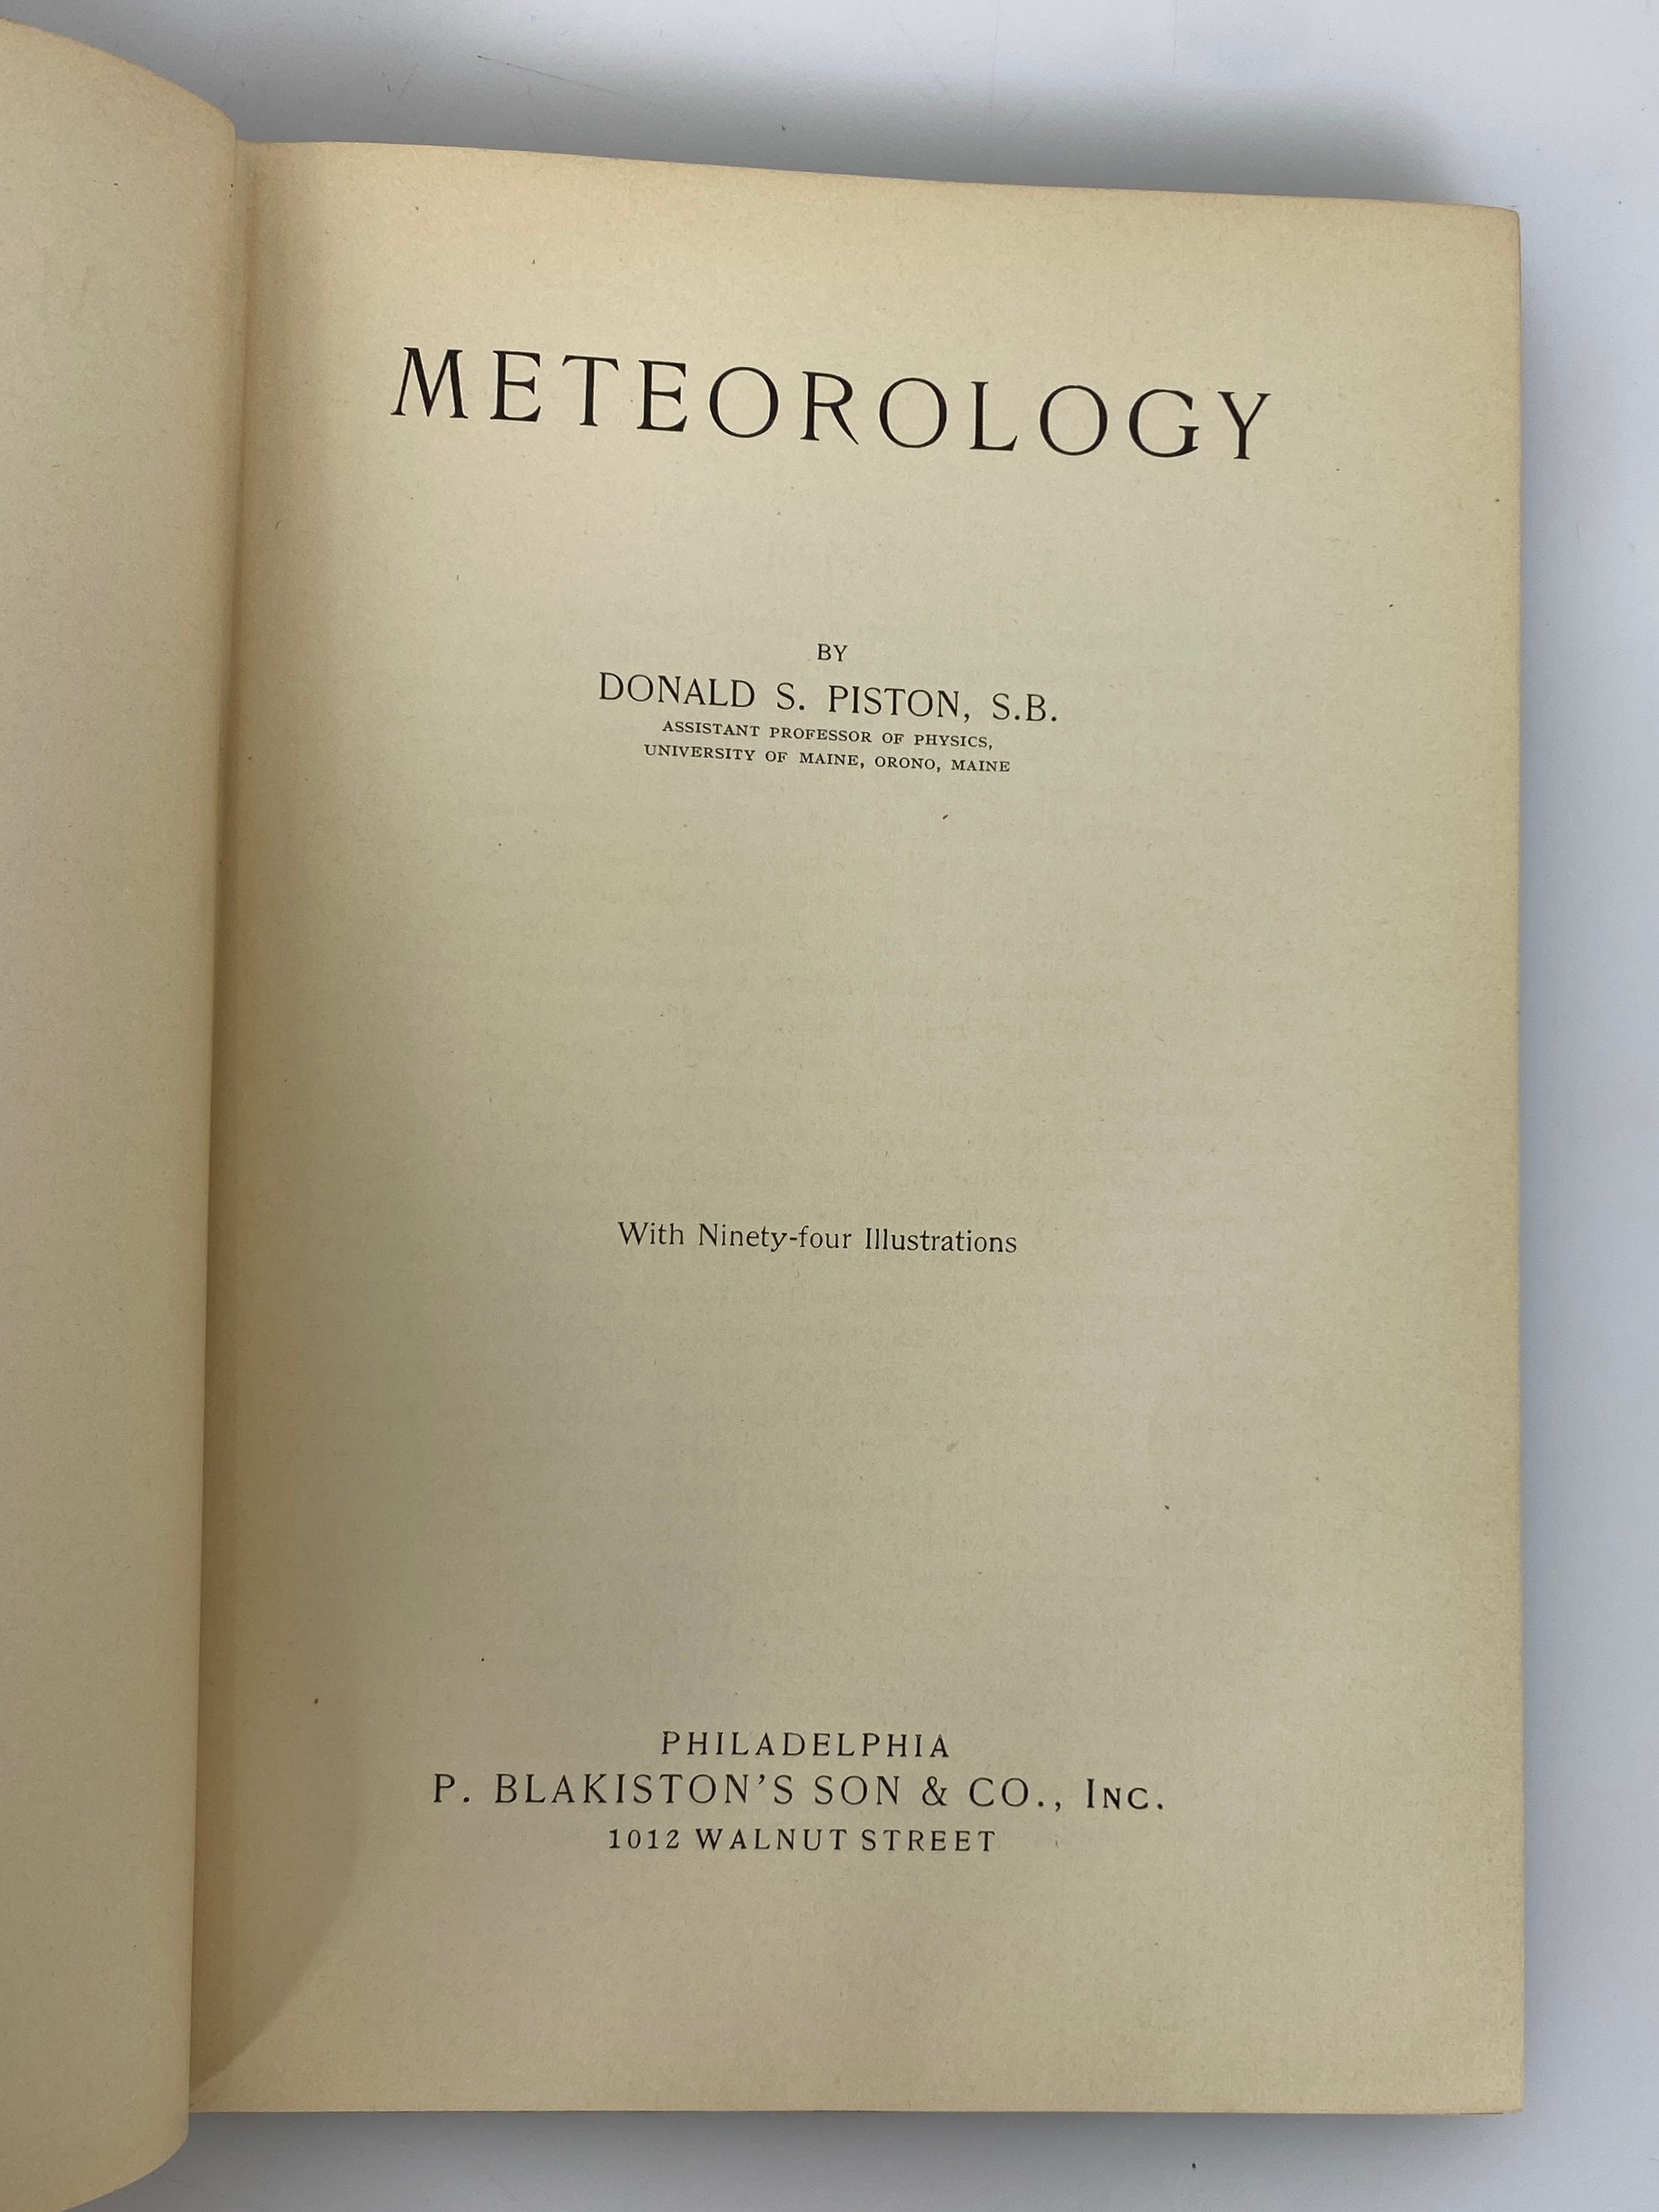 METEOROLOGY
BY
DONALD S. PISTON, S.B.
ASSISTANT PROFESSOR OF PHYSICS,
UNIVERSITY OF MAINE, ORONO, MAINE
With Ninety-four Illustrations
PHILADELPHIA
P. BLAKISTON'S SON & CO., INC.
1012 WALNUT STREET